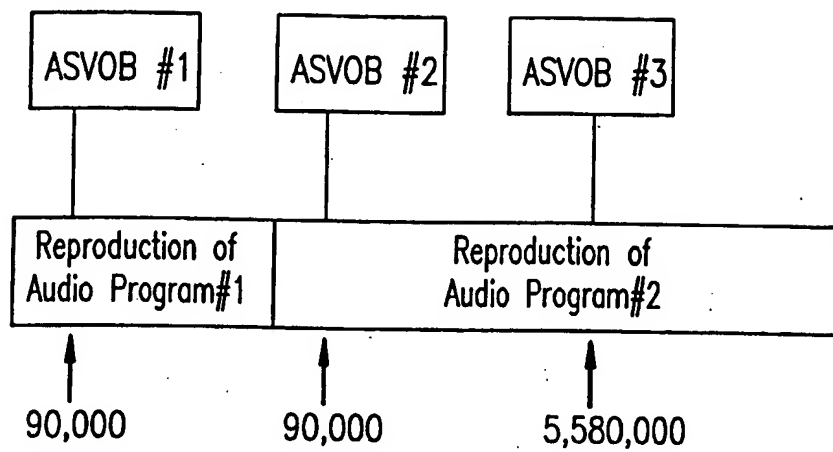 ASVOB #1
ASVOB #2
ASVOB #3
Reproduction of
Audio Program#1
Reproduction of
Audio Program#2
90,000
90,000
5,580,000